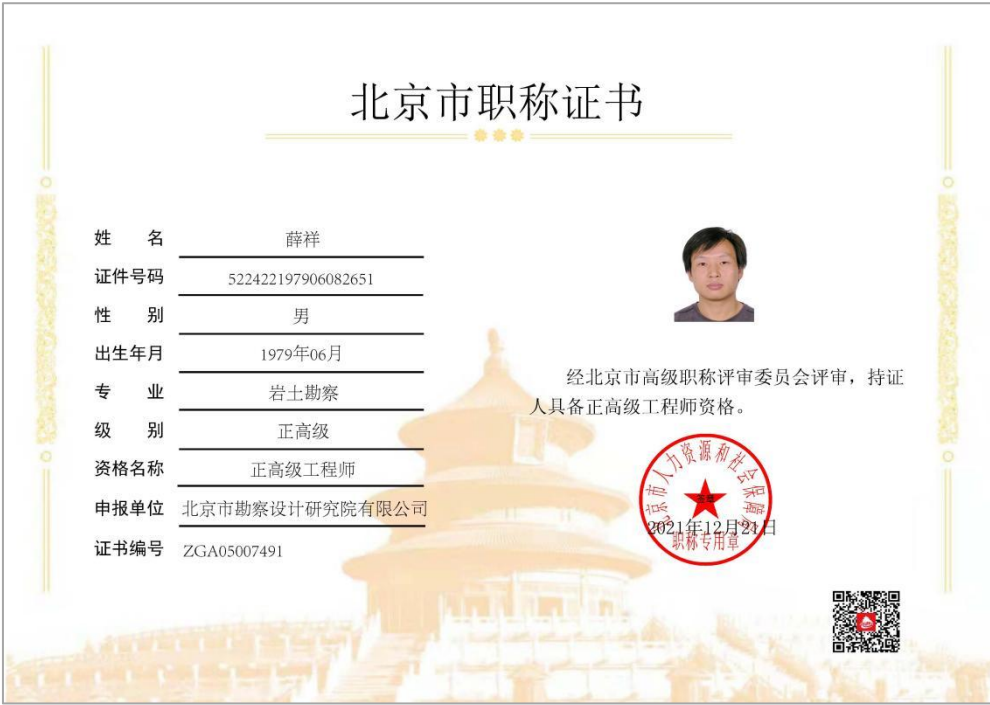 北京市职称证书
姓名 薛祥
证件号码 522422197906082651
性别 男
出生年月 1979年06月
专业 岩土勘察
级别 正高级
资格名称 正高级工程师
申报单位 北京市勘察设计研究院有限公司
证书编号 ZGA05007491
经北京市高级职称评审委员会评审，持证
人具备正高级工程师资格。
北京市人力资源和社会保障局
2021年12月21日
职称专用章